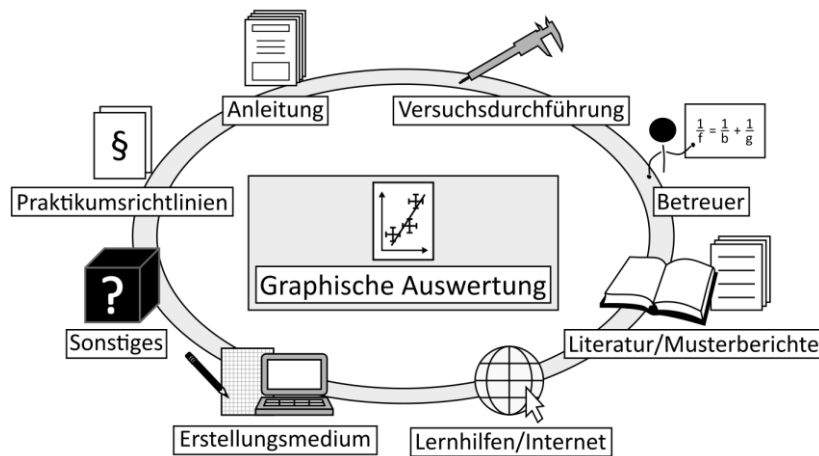 Anleitung
Versuchsdurchführung
§
1/f = 1/b + 1/g
Praktikumsrichtlinien
Betreuer
Graphische Auswertung
?
Sonstiges
Literatur/Musterberichte
Erstellungsmedium
Lernhilfen/Internet